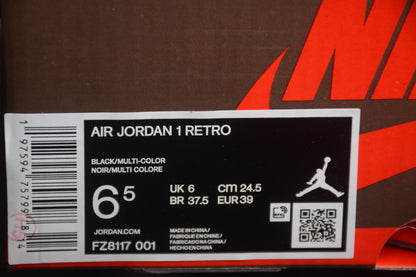 AIR JORDAN 1 RETRO
BLACK/MULTI-COLOR
NOIR/MULTI COLORE
6 5
UK 6
cm 24.5
BR 37.5
EUR 39
JORDAN.COM
FZ8117 001
MADE IN CHINA/
FABRIQUE EN CHINE/
FABRICADO NA CHINA/
HECHO EN CHINA